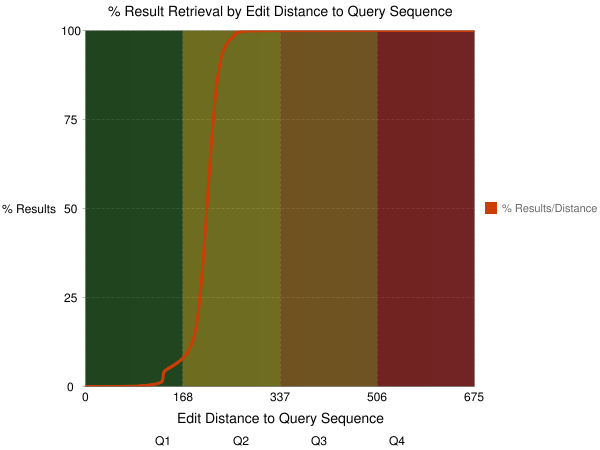 % Result Retrieval by Edit Distance to Query Sequence
100
75
% Results 50
% Results/Distance
25
0
0 168 337 506 675
Edit Distance to Query Sequence
Q1 Q2 Q3 Q4